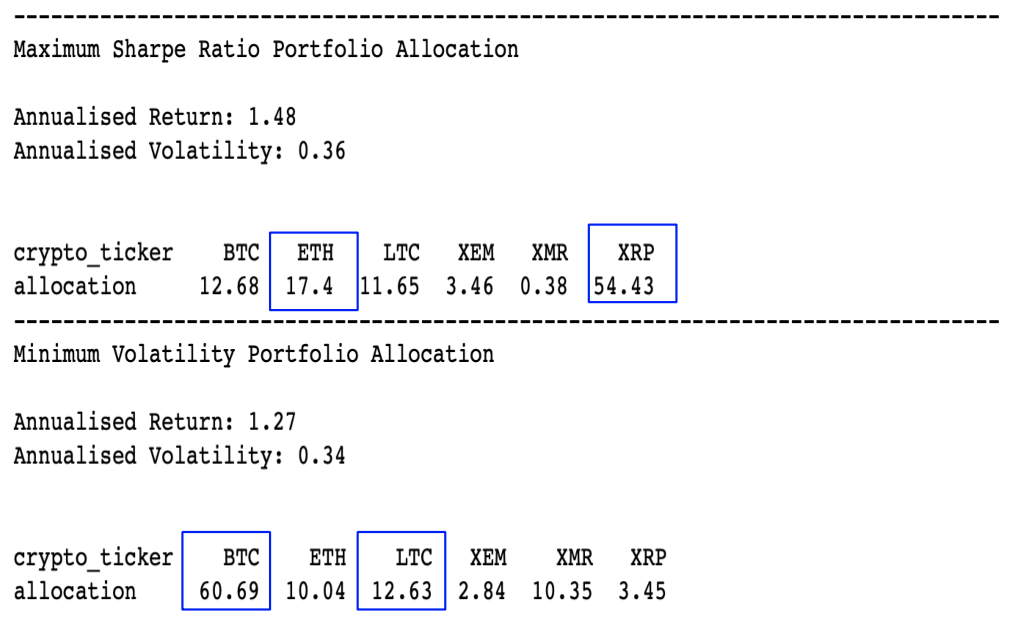 --------------------------------------------------------------------------------
Maximum Sharpe Ratio Portfolio Allocation
Annualised Return: 1.48
Annualised Volatility: 0.36
crypto_ticker BTC ETH LTC XEM XMR XRP
allocation 12.68 17.4 11.65 3.46 0.38 54.43
--------------------------------------------------------------------------------
Minimum Volatility Portfolio Allocation
Annualised Return: 1.27
Annualised Volatility: 0.34
crypto_ticker BTC ETH LTC XEM XMR XRP
allocation 60.69 10.04 12.63 2.84 10.35 3.45